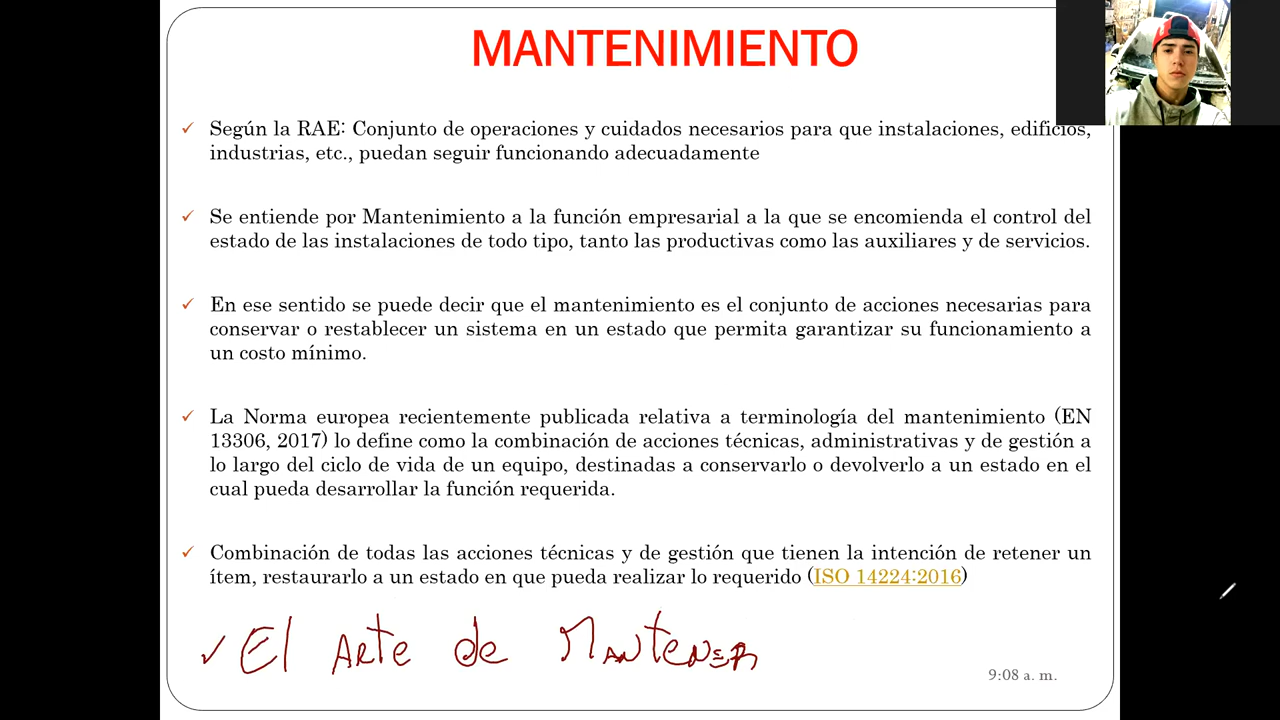 MANTENIMIENTO
✓ Según la RAE: Conjunto de operaciones y cuidados necesarios para que instalaciones, edificios,
industrias, etc., puedan seguir funcionando adecuadamente
✓ Se entiende por Mantenimiento a la función empresarial a la que se encomienda el control del
estado de las instalaciones de todo tipo, tanto las productivas como las auxiliares y de servicios.
✓ En ese sentido se puede decir que el mantenimiento es el conjunto de acciones necesarias para
conservar o restablecer un sistema en un estado que permita garantizar su funcionamiento a
un costo mínimo.
✓ La Norma europea recientemente publicada relativa a terminología del mantenimiento (EN
13306, 2017) lo define como la combinación de acciones técnicas, administrativas y de gestión a
lo largo del ciclo de vida de un equipo, destinadas a conservarlo o devolverlo a un estado en el
cual pueda desarrollar la función requerida.
✓ Combinación de todas las acciones técnicas y de gestión que tienen la intención de retener un
ítem, restaurarlo a un estado en que pueda realizar lo requerido (ISO 14224:2016)
✓ El Arte de Mantener
9:08 a. m.